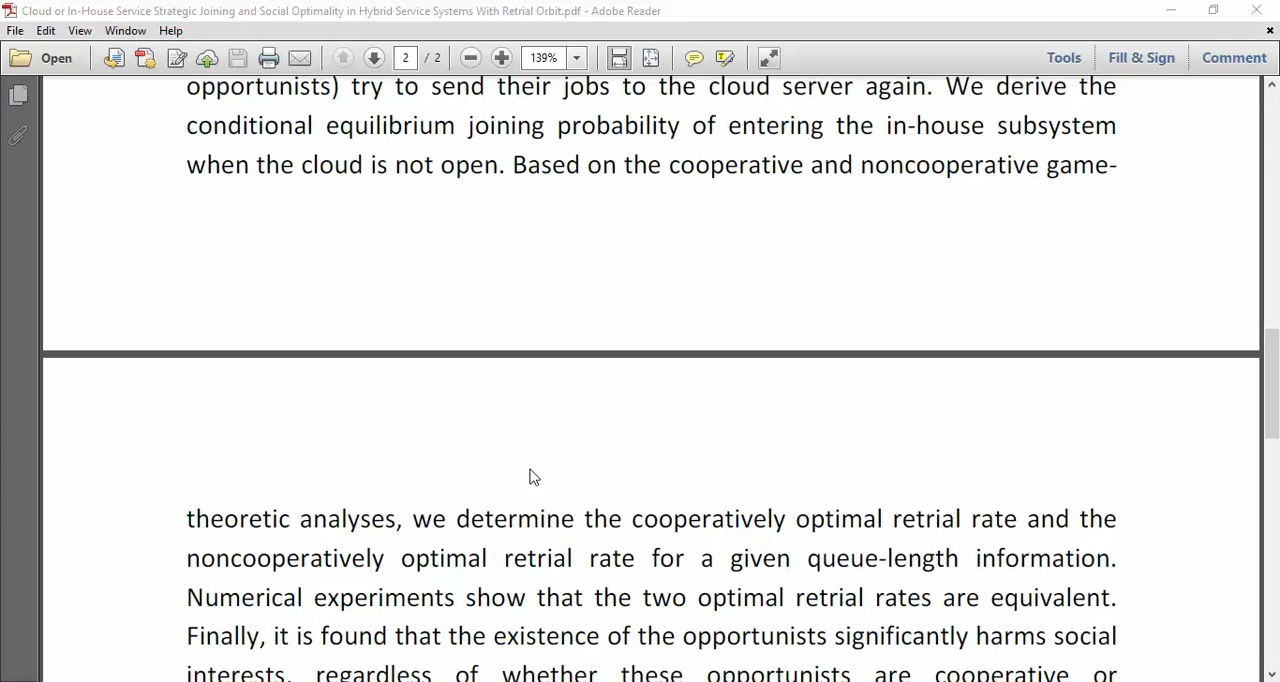 Cloud or In-House Service Strategic Joining and Social Optimality in Hybrid Service Systems With Retrial Orbit.pdf - Adobe Reader
File Edit View Window Help
Open 2 / 2 139% Tools Fill & Sign Comment
opportunists) try to send their jobs to the cloud server again. We derive the
conditional equilibrium joining probability of entering the in-house subsystem
when the cloud is not open. Based on the cooperative and noncooperative game-
theoretic analyses, we determine the cooperatively optimal retrial rate and the
noncooperatively optimal retrial rate for a given queue-length information.
Numerical experiments show that the two optimal retrial rates are equivalent.
Finally, it is found that the existence of the opportunists significantly harms social
interests, regardless of whether these opportunists are cooperative or